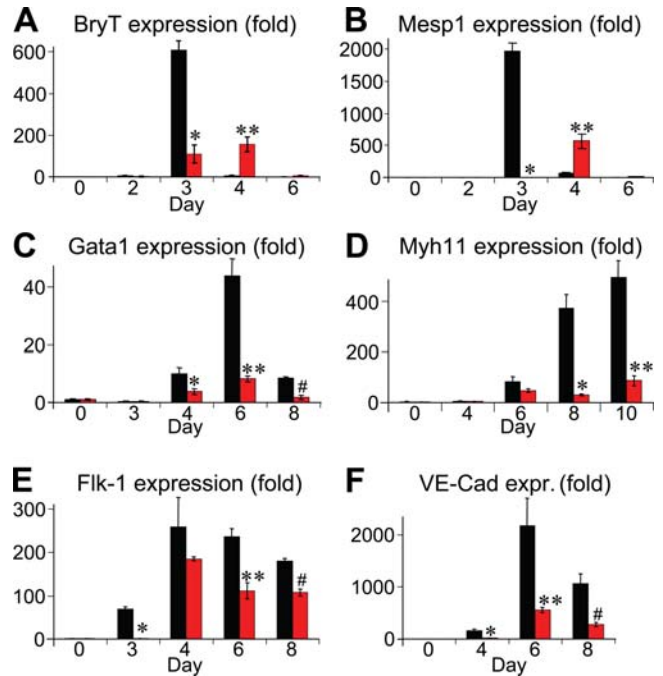 A BryT expression (fold)
600
400
200
0
*
**
0 2 3 4 6
Day
B Mesp1 expression (fold)
2000
1500
1000
500
0
*
**
0 2 3 4 6
Day
C Gata1 expression (fold)
40
20
0
*
**
#
0 3 4 6 8
Day
D Myh11 expression (fold)
400
200
0
*
**
0 4 6 8 10
Day
E Flk-1 expression (fold)
300
200
100
0
*
**
#
0 3 4 6 8
Day
F VE-Cad expr. (fold)
2000
1000
0
*
**
#
0 4 6 8
Day